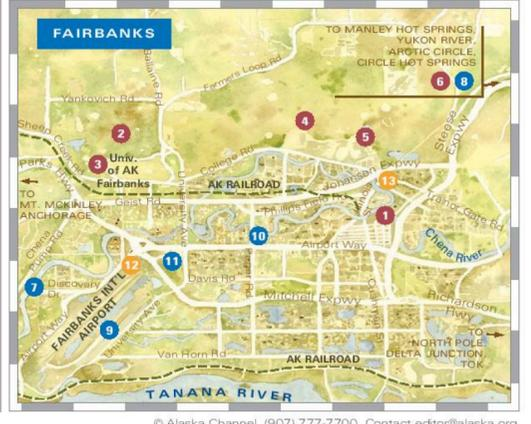 FAIRBANKS
TO MANLEY HOT SPRINGS,
YUKON RIVER,
ARCTIC CIRCLE,
CIRCLE HOT SPRINGS
6
8
Ballaine Rd
Farmers Loop Rd
Yankovich Rd
Steese
Expwy
2
4
5
Sheep Creek Rd
3
Univ.
of AK
Fairbanks
College Rd
Johansen Expwy
13
Parks Hwy
AK RAILROAD
TO
MT. MCKINLEY
ANCHORAGE
Geist Rd
University Ave
Phillips Field Rd
1
Trainor Gate Rd
Chena
Pump Rd
10
Airport Way
Chena River
12
11
7
Discovery
Dr
Davis Rd
Mitchell Expwy
Richardson
Hwy
FAIRBANKS INT'L
AIRPORT
9
University Ave
Airport Way
TO
NORTH POLE
DELTA JUNCTION,
TOK
Van Horn Rd
AK RAILROAD
TANANA RIVER
© Alaska Channel (907) 777-7700 Contact editor@alaska.org